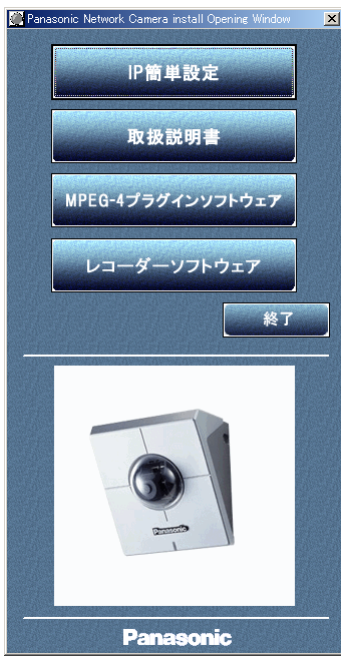 Panasonic Network Camera install Opening Window
IP簡単設定
取扱説明書
MPEG-4プラグインソフトウェア
レコーダーソフトウェア
終了
Panasonic
Panasonic